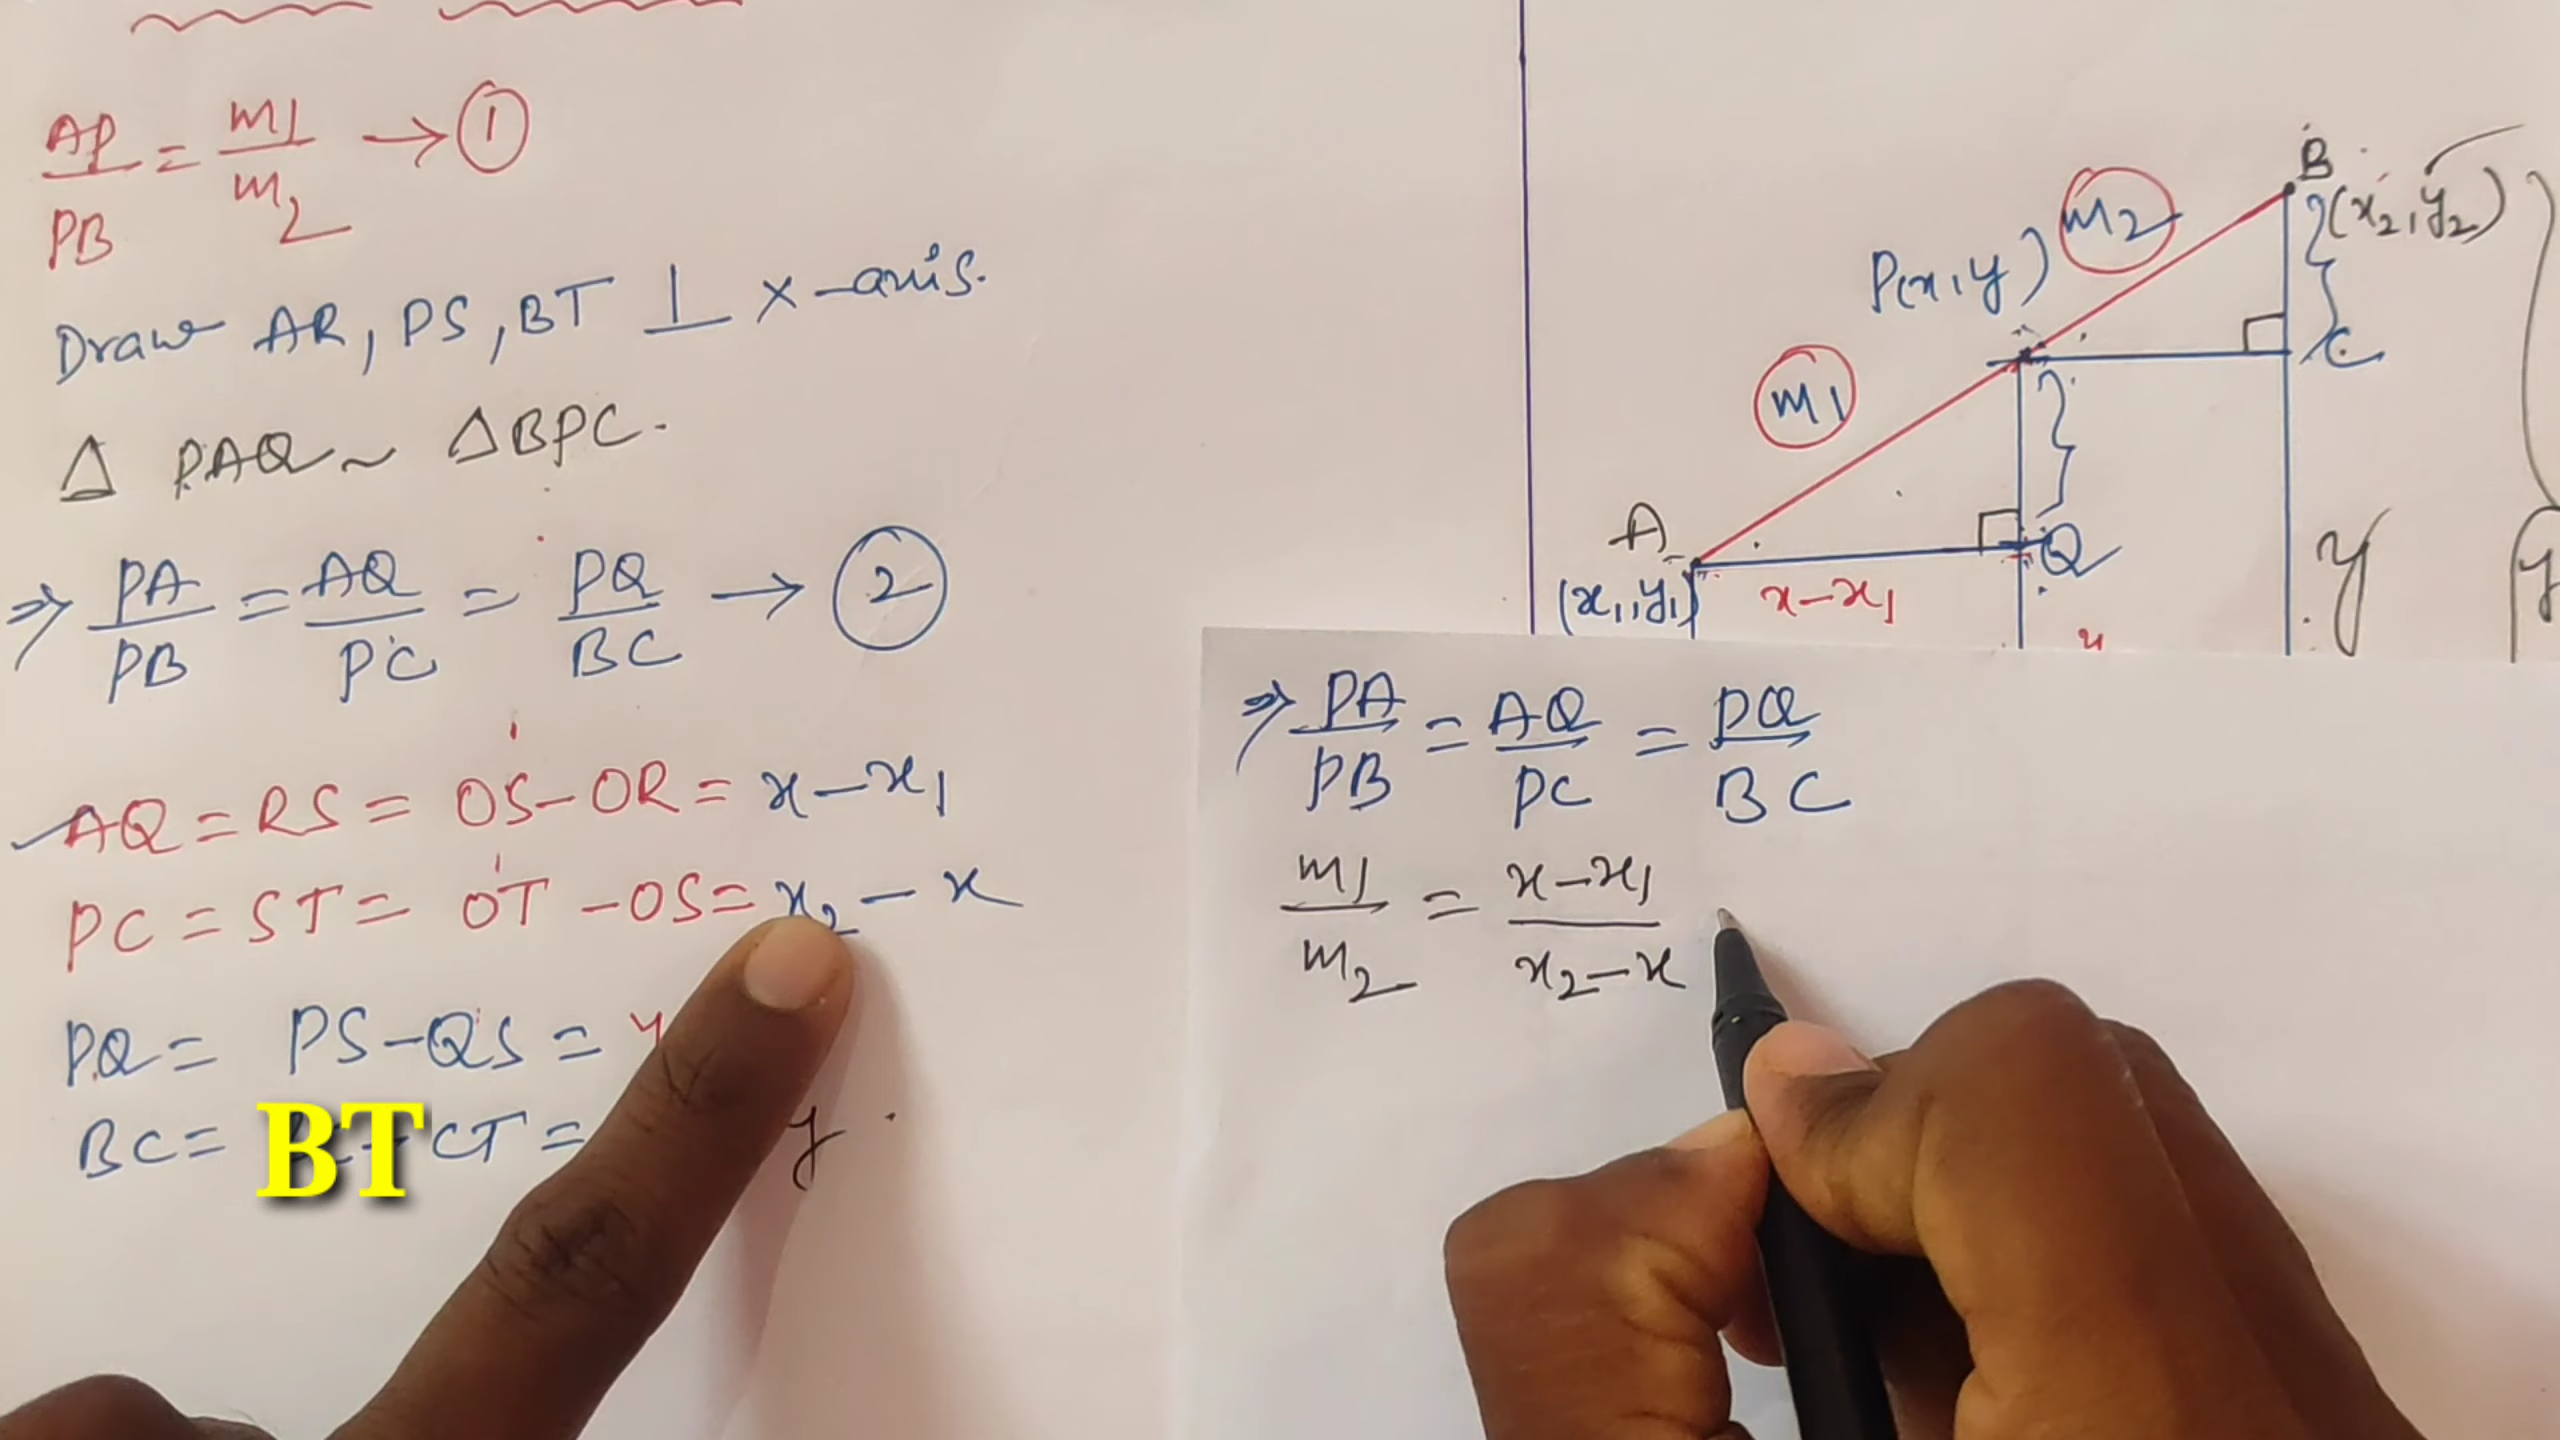 AP/PB = m1/m2 → ①
Draw AR, PS, BT ⊥ x-axis.
Δ PAQ ~ ΔBPC.
⇒ PA/PB = AQ/PC = PQ/BC → ②
AQ = RS = OS - OR = x - x1
PC = ST = OT - OS = x2 - x
PQ = PS - QS = y
BC = BT - CT = y.
B
(x2, y2)
m2
P(x, y)
m1
C
A
Q
(x1, y1)
x - x1
y
y
⇒ PA/PB = AQ/PC = PQ/BC
m1/m2 = x-x1/x2-x